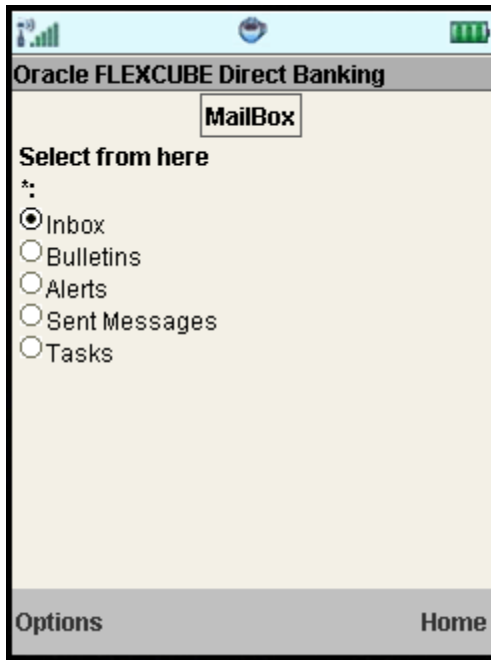 Oracle FLEXCUBE Direct Banking
MailBox
Select from here
*:
Inbox
Bulletins
Alerts
Sent Messages
Tasks
Options Home